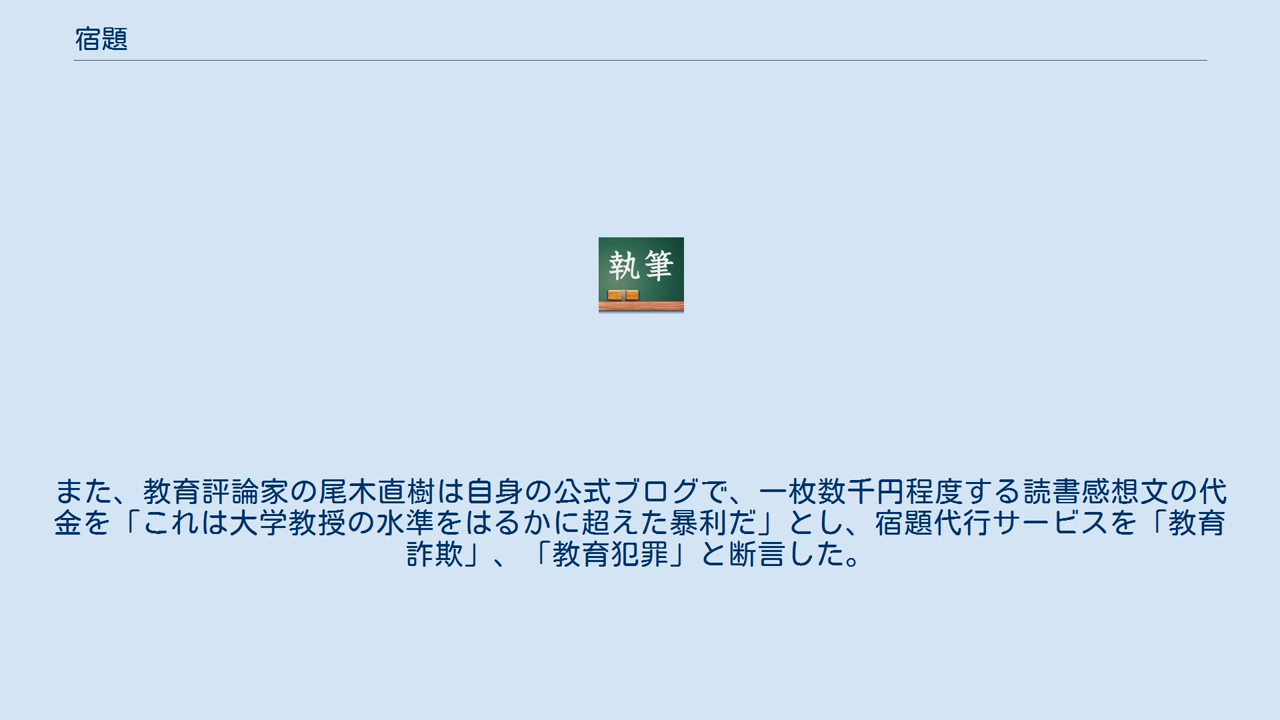 宿題
執筆
また、教育評論家の尾木直樹は自身の公式ブログで、一枚数千円程度する読書感想文の代
金を「これは大学教授の水準をはるかに超えた暴利だ」とし、宿題代行サービスを「教育
詐欺」、「教育犯罪」と断言した。